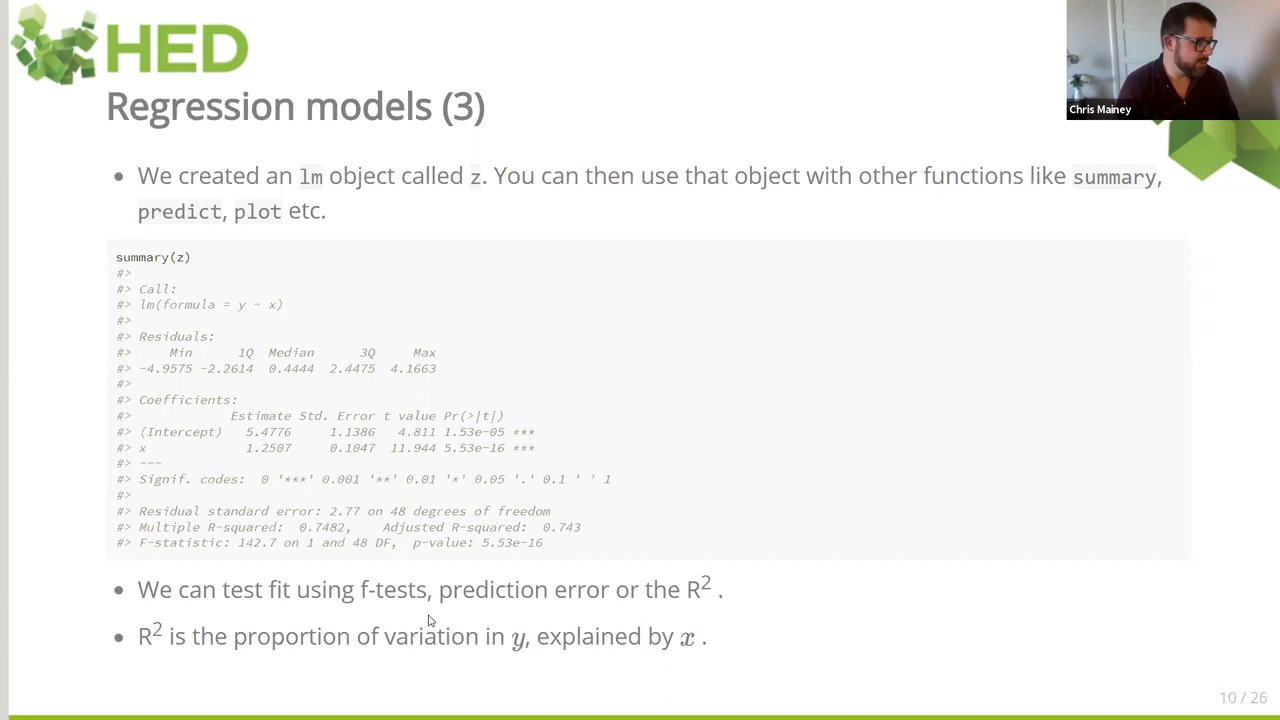 HED
Chris Mainey
Regression models (3)
We created an lm object called z. You can then use that object with other functions like summary,
predict, plot etc.
summary(z)
#>
#> Call:
#> lm(formula = y ~ x)
#>
#> Residuals:
#>     Min      1Q  Median      3Q     Max
#> -4.9575 -2.2614  0.4444  2.4475  4.1663
#>
#> Coefficients:
#>             Estimate Std. Error t value Pr(>|t|)
#> (Intercept)   5.4776     1.1386   4.811 1.53e-05 ***
#> x             1.2507     0.1047  11.944 5.53e-16 ***
#> ---
#> Signif. codes:  0 '***' 0.001 '**' 0.01 '*' 0.05 '.' 0.1 ' ' 1
#>
#> Residual standard error: 2.77 on 48 degrees of freedom
#> Multiple R-squared:  0.7482,    Adjusted R-squared:  0.743
#> F-statistic: 142.7 on 1 and 48 DF,  p-value: 5.53e-16
We can test fit using f-tests, prediction error or the R² .
R² is the proportion of variation in y, explained by x .
10 / 26